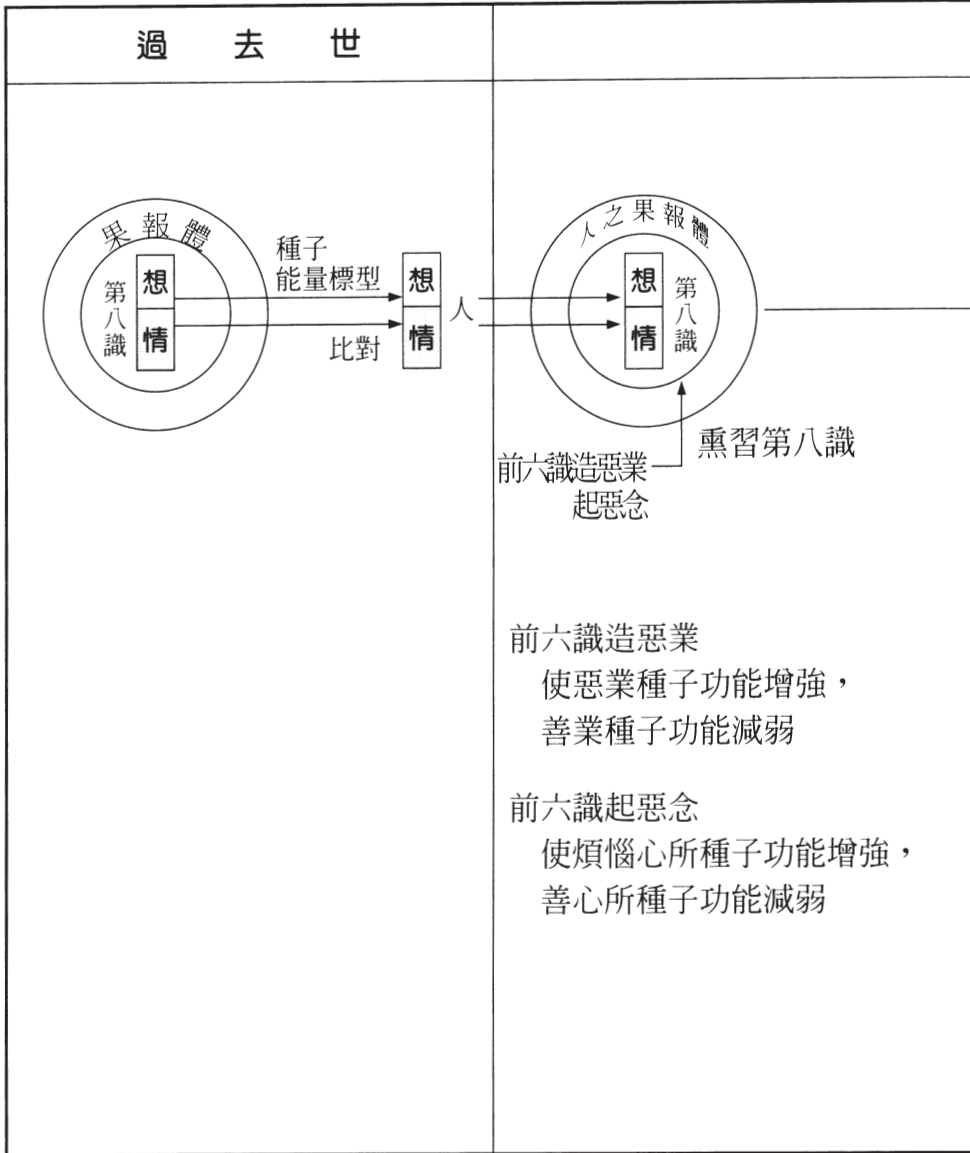 過去世
果報體
第八識
想
情
種子
能量標型
比對
想
情
人
人之果報體
想
情
第八識
熏習第八識
前六識造惡業
起惡念
前六識造惡業
使惡業種子功能增強，
善業種子功能減弱
前六識起惡念
使煩惱心所種子功能增強，
善心所種子功能減弱